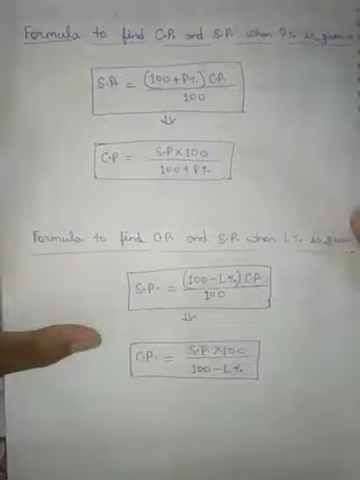 Formula to find C.P. and S.P. when P% is given
S.P. = (100+P%) C.P.
100
⇓
C.P = S.P×100
100+P%
Formula to find C.P. and S.P. when L% is given
S.P. = (100-L%) C.P
100
⇓
C.P. = S.P.×100
100-L%